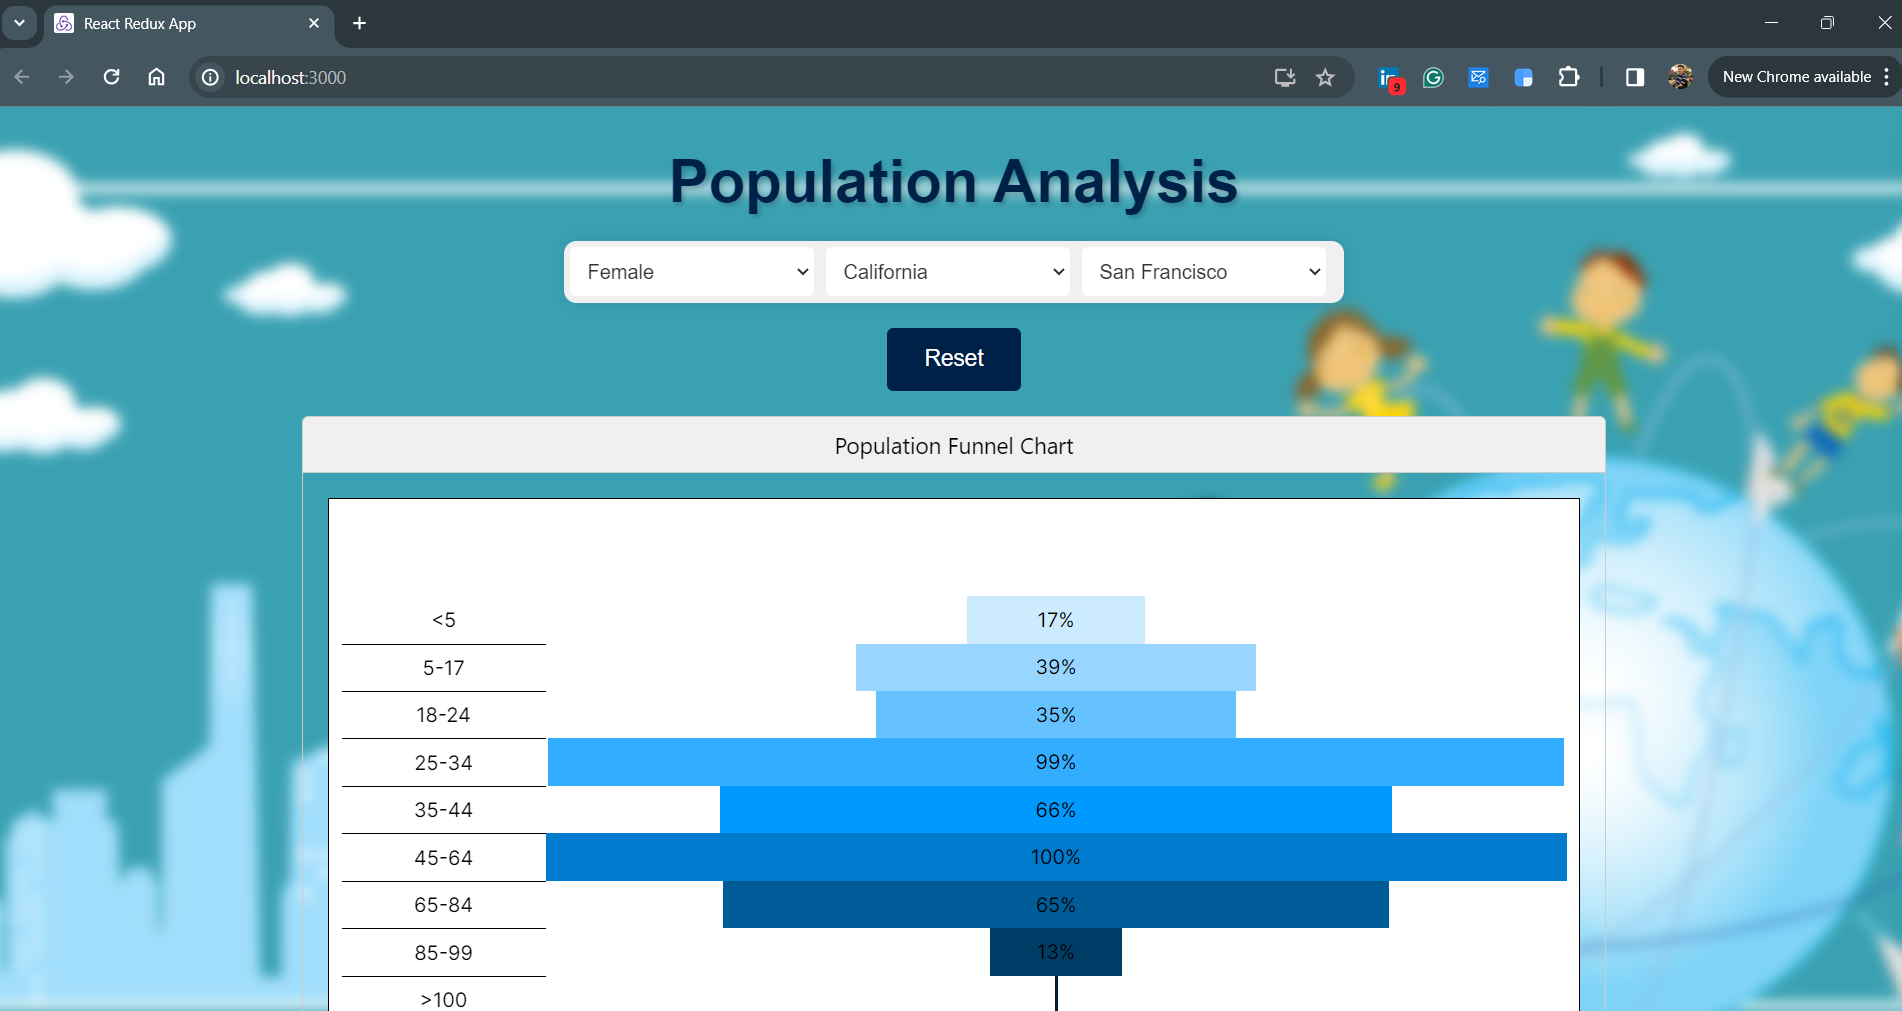 React Redux App
localhost:3000
9
New Chrome available
Population Analysis
Female California San Francisco
Reset
Population Funnel Chart
<5 17%
5-17 39%
18-24 35%
25-34 99%
35-44 66%
45-64 100%
65-84 65%
85-99 13%
>100